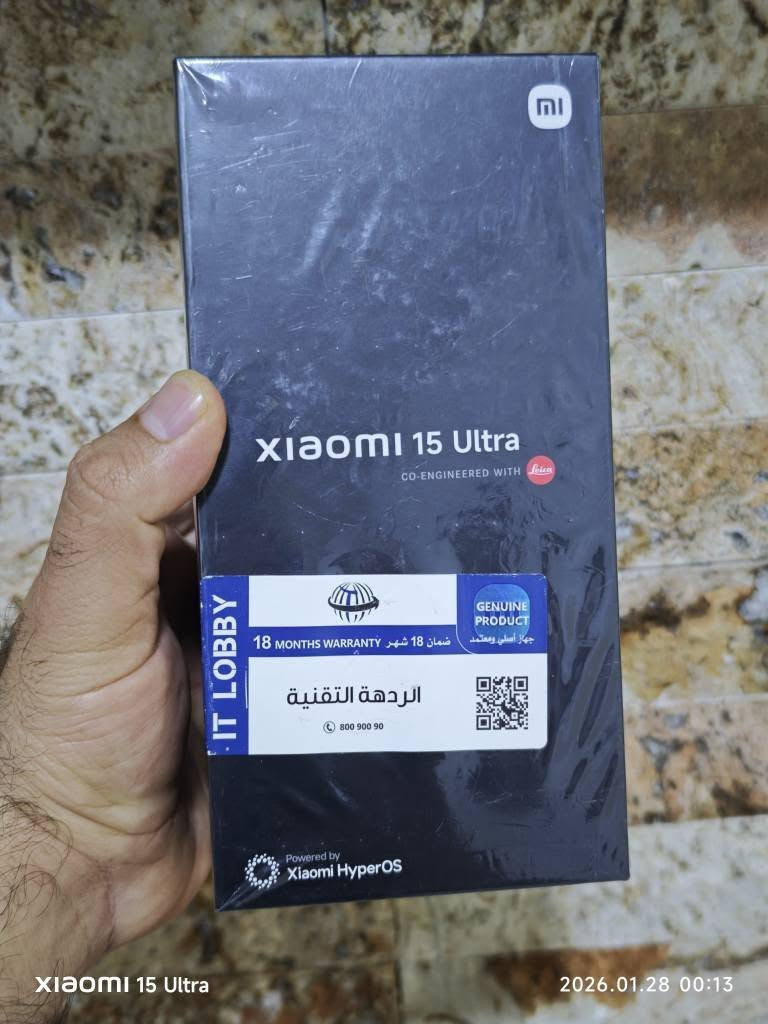 mi
xiaomi 15 Ultra
CO-ENGINEERED WITH Leica
IT LOBBY
GENUINE
PRODUCT
جهاز أصلي ومعتمد
18 MONTHS WARRANTY ضمان 18 شهر
الردهة التقنية
800 900 90
Powered by
Xiaomi HyperOS
xiaomi 15 Ultra
2026.01.28 00:13